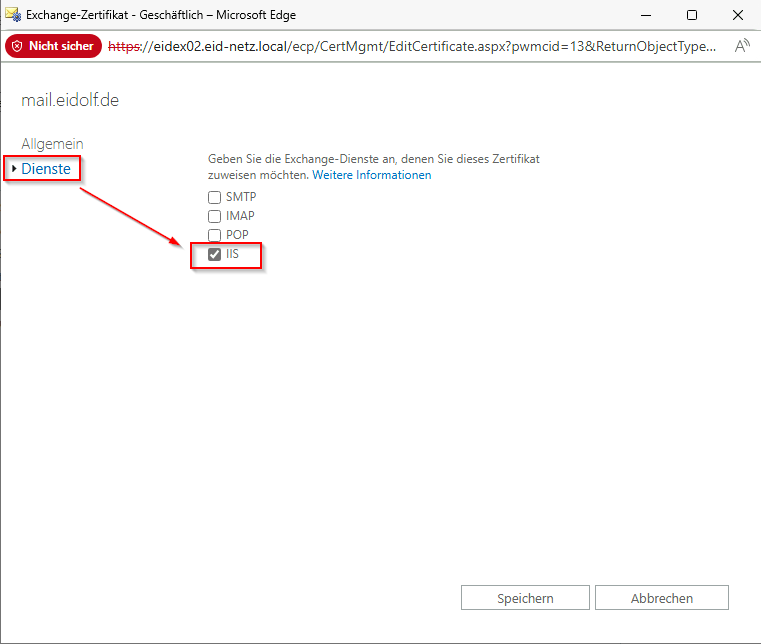 Exchange-Zertifikat - Geschäftlich – Microsoft Edge
Nicht sicher https://eidex02.eid-netz.local/ecp/CertMgmt/EditCertificate.aspx?pwmcid=13&ReturnObjectType... A
mail.eidolf.de
Allgemein
Dienste
Geben Sie die Exchange-Dienste an, denen Sie dieses Zertifikat
zuweisen möchten. Weitere Informationen
SMTP
IMAP
POP
IIS
Speichern Abbrechen